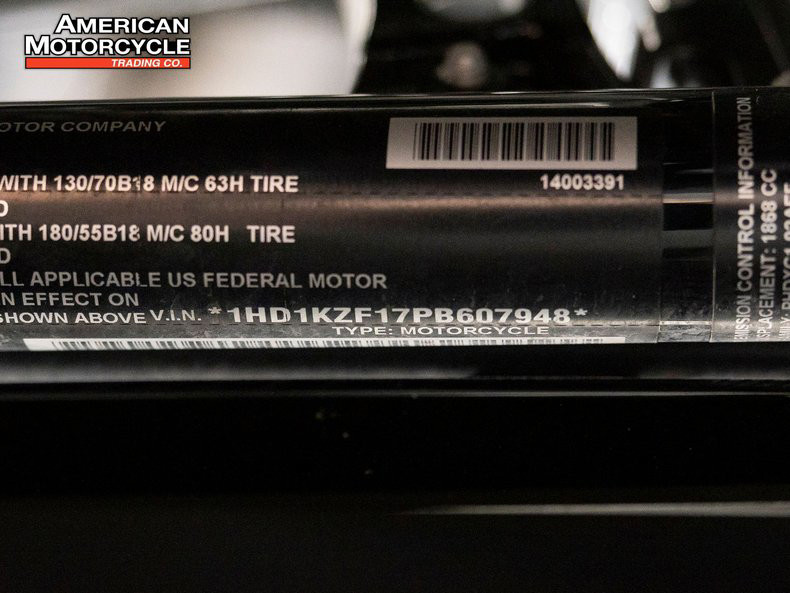 AMERICAN
MOTORCYCLE
TRADING CO.
OTOR COMPANY
WITH 130/70B18 M/C 63H TIRE
D
ITH 180/55B18 M/C 80H TIRE
D
LL APPLICABLE US FEDERAL MOTOR
N EFFECT ON
SHOWN ABOVE V.I.N. *1HD1KZF17PB607948*
TYPE: MOTORCYCLE
14003391
MISSION CONTROL INFORMATION
SPLACEMENT: 1868 CC